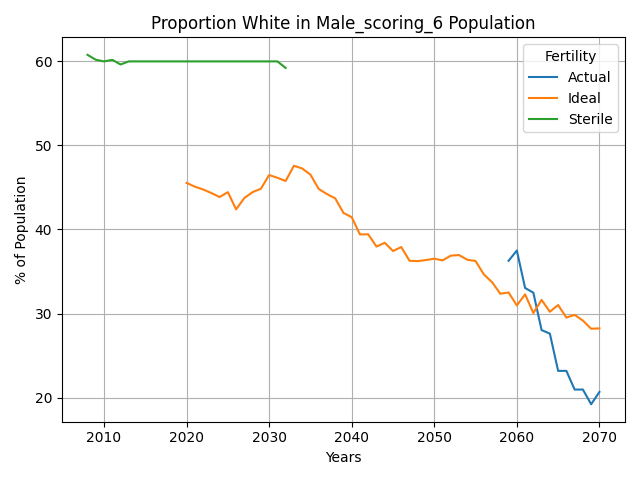 Proportion White in Male_scoring_6 Population
Fertility
Actual
Ideal
Sterile
% of Population
60
50
40
30
20
2010
2020
2030
2040
2050
2060
2070
Years